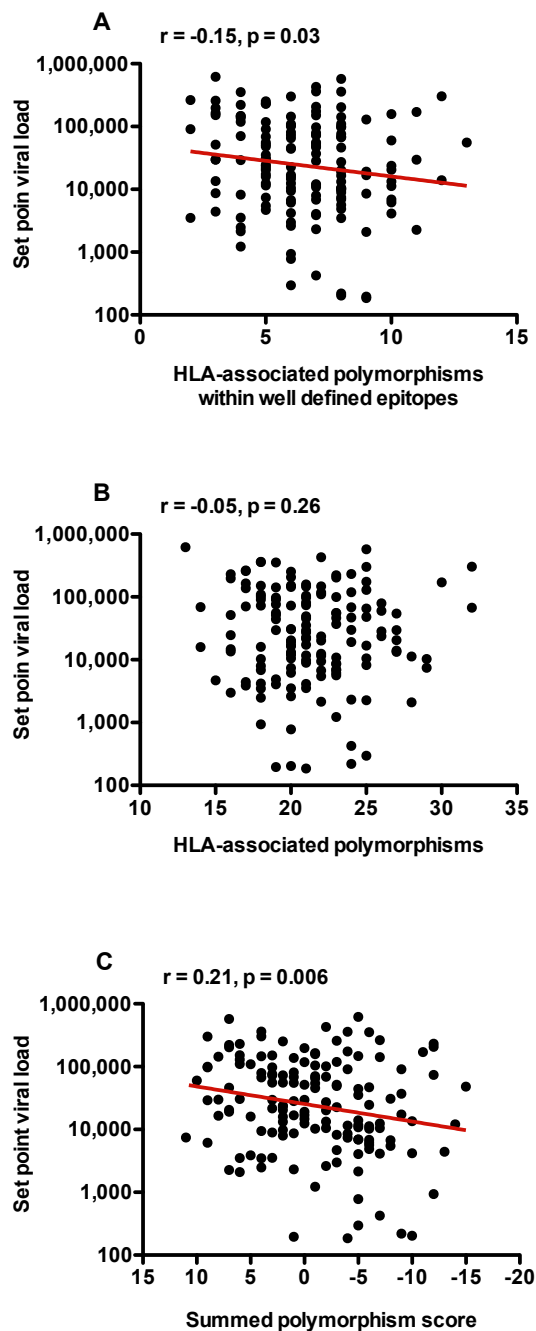 A
r = -0.15, p = 0.03
1,000,000
100,000
10,000
1,000
100
0 5 10 15
Set poin viral load
HLA-associated polymorphisms
within well defined epitopes
B
r = -0.05, p = 0.26
1,000,000
100,000
10,000
1,000
100
10 15 20 25 30 35
Set poin viral load
HLA-associated polymorphisms
C
r = 0.21, p = 0.006
1,000,000
100,000
10,000
1,000
100
15 10 5 0 -5 -10 -15 -20
Set point viral load
Summed polymorphism score